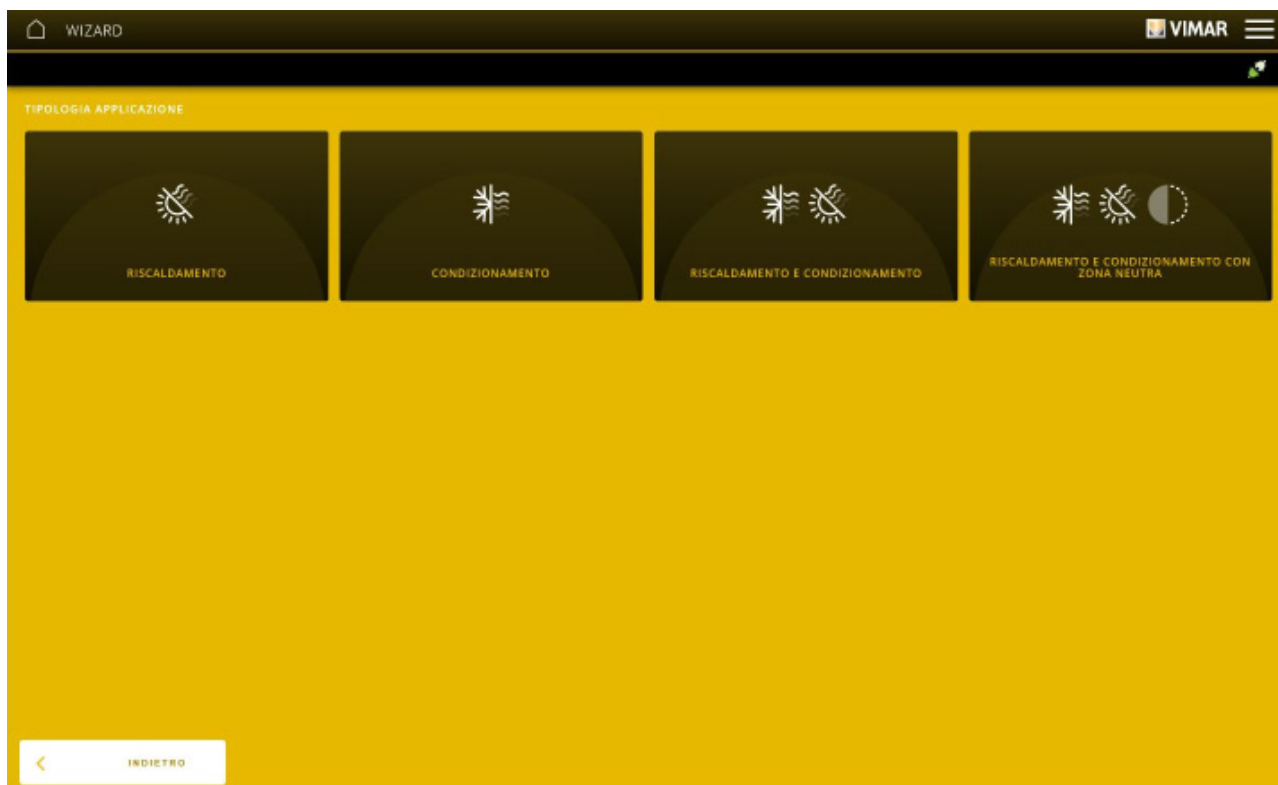 WIZARD
VIMAR
TIPOLOGIA APPLICAZIONE
RISCALDAMENTO
CONDIZIONAMENTO
RISCALDAMENTO E CONDIZIONAMENTO
RISCALDAMENTO E CONDIZIONAMENTO CON
ZONA NEUTRA
INDIETRO